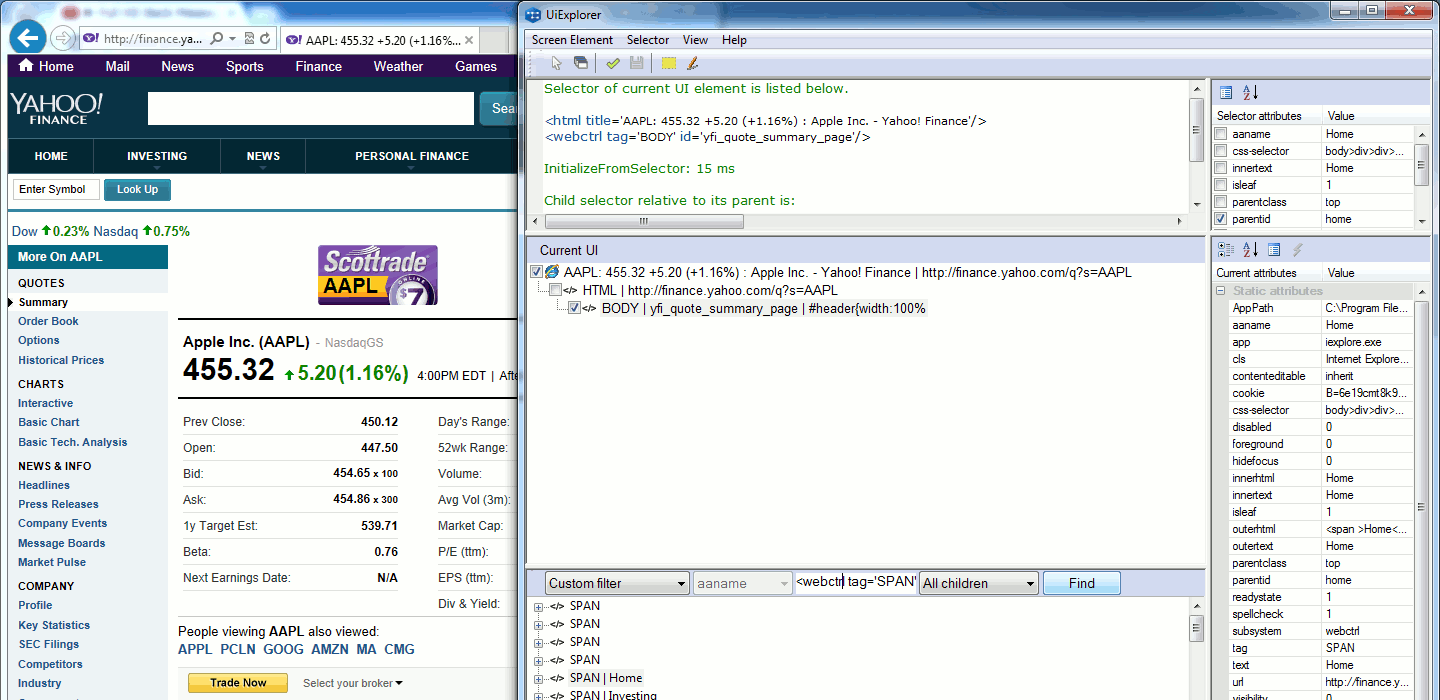 http://finance.ya...
AAPL: 455.32 +5.20 (+1.16%...
Home Mail News Sports Finance Weather Games
YAHOO!
FINANCE
Sear
HOME INVESTING NEWS PERSONAL FINANCE
Enter Symbol Look Up
Dow 0.23% Nasdaq 0.75%
More On AAPL
QUOTES
Summary
Order Book
Options
Historical Prices
CHARTS
Interactive
Basic Chart
Basic Tech. Analysis
NEWS & INFO
Headlines
Press Releases
Company Events
Message Boards
Market Pulse
COMPANY
Profile
Key Statistics
SEC Filings
Competitors
Industry
Scottrade
AAPL $7
ONLINE
Apple Inc. (AAPL) - NasdaqGS
455.32 5.20(1.16%) 4:00PM EDT | Afte
Prev Close: 450.12 Day's Range:
Open: 447.50 52wk Range:
Bid: 454.65 x 100 Volume:
Ask: 454.86 x 300 Avg Vol (3m):
1y Target Est: 539.71 Market Cap:
Beta: 0.76 P/E (ttm):
Next Earnings Date: N/A EPS (ttm):
Div & Yield:
People viewing AAPL also viewed:
APPL PCLN GOOG AMZN MA CMG
Trade Now Select your broker
UiExplorer
Screen Element Selector View Help
Selector of current UI element is listed below.
<html title='AAPL: 455.32 +5.20 (+1.16%) : Apple Inc. - Yahoo! Finance'/>
<webctrl tag='BODY' id='yfi_quote_summary_page'/>
InitializeFromSelector: 15 ms
Child selector relative to its parent is:
Current UI
AAPL: 455.32 +5.20 (+1.16%) : Apple Inc. - Yahoo! Finance | http://finance.yahoo.com/q?s=AAPL
</> HTML | http://finance.yahoo.com/q?s=AAPL
</> BODY | yfi_quote_summary_page | #header{width:100%
Custom filter aaname <webctrl tag='SPAN' All children Find
</> SPAN
</> SPAN
</> SPAN
</> SPAN
</> SPAN | Home
</> SPAN | Investing
Selector attributes Value
aaname Home
css-selector body>div>div>...
innertext Home
isleaf 1
parentclass top
parentid home
Current attributes Value
Static attributes
AppPath C:\Program File...
aaname Home
app iexplore.exe
cls Internet Explore...
contenteditable inherit
cookie B=6e19cmt8k9...
css-selector body>div>div>...
disabled 0
foreground 0
hidefocus 0
innerhtml Home
innertext Home
isleaf 1
outerhtml <span >Home<...
outertext Home
parentclass top
parentid home
readystate 1
spellcheck 1
subsystem webctrl
tag SPAN
text Home
url http://finance.y...
visibility 0